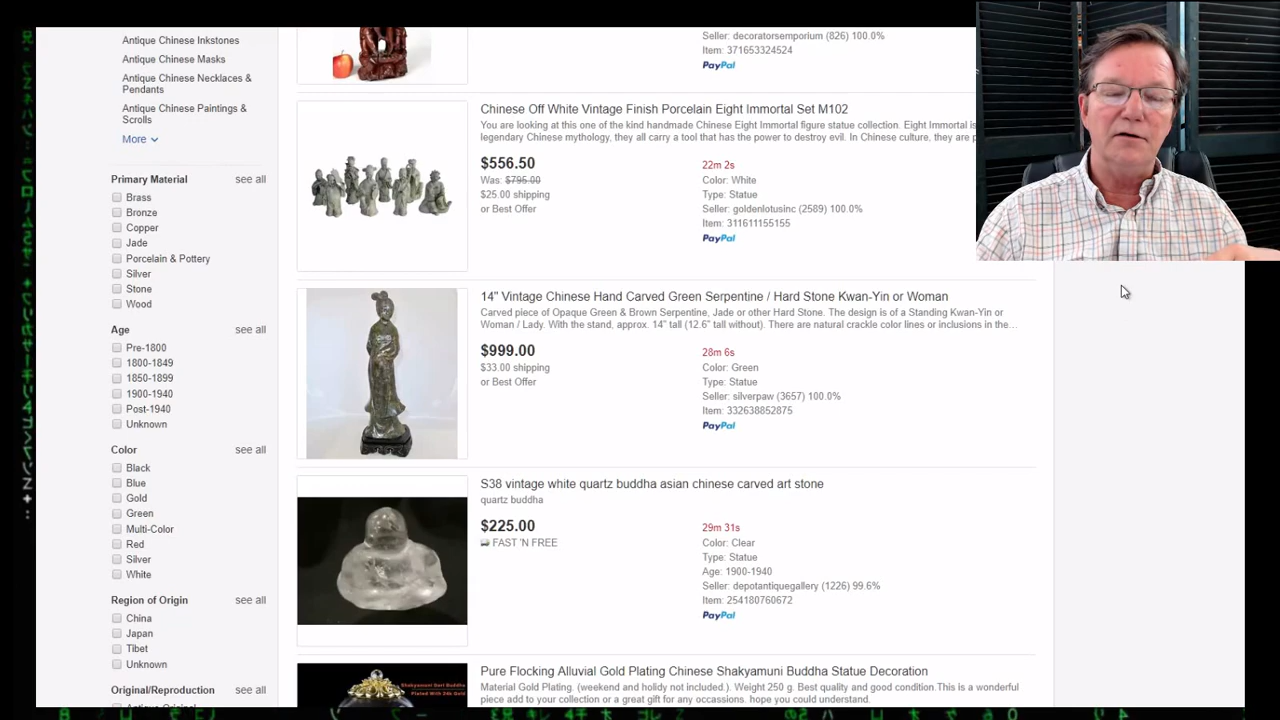 Antique Chinese Inkstones
Antique Chinese Masks
Antique Chinese Necklaces &
Pendants
Antique Chinese Paintings &
Scrolls
More
Primary Material see all
Brass
Bronze
Copper
Jade
Porcelain & Pottery
Silver
Stone
Wood
Age see all
Pre-1800
1800-1849
1850-1899
1900-1940
Post-1940
Unknown
Color see all
Black
Blue
Gold
Green
Multi-Color
Red
Silver
White
Region of Origin see all
China
Japan
Tibet
Unknown
Original/Reproduction see all
Antique Original
Seller: decoratorsemporium (826) 100.0%
Item: 371653324524
PayPal
Chinese Off White Vintage Finish Porcelain Eight Immortal Set M102
You are looking at this one of the kind handmade Chinese Eight Immortal figure statue collection. Eight Immortal is
legendary Chinese mythology, they all carry a tool that has the power to destroy evil. In Chinese culture, they are p
$556.50
Was: $795.00
$25.00 shipping
or Best Offer
22m 2s
Color: White
Type: Statue
Seller: goldenlotusinc (2589) 100.0%
Item: 311611155155
PayPal
14" Vintage Chinese Hand Carved Green Serpentine / Hard Stone Kwan-Yin or Woman
Carved piece of Opaque Green & Brown Serpentine, Jade or other Hard Stone. The design is of a Standing Kwan-Yin or
Woman / Lady. With the stand, approx. 14" tall (12.6" tall without). There are natural crackle color lines or inclusions in the…
$999.00
$33.00 shipping
or Best Offer
28m 6s
Color: Green
Type: Statue
Seller: silverpaw (3657) 100.0%
Item: 332638852875
PayPal
S38 vintage white quartz buddha asian chinese carved art stone
quartz buddha
$225.00
FAST 'N FREE
29m 31s
Color: Clear
Type: Statue
Age: 1900-1940
Seller: depotantiquegallery (1226) 99.6%
Item: 254180760672
PayPal
Pure Flocking Alluvial Gold Plating Chinese Shakyamuni Buddha Statue Decoration
Material Gold Plating. (weekend and holidy not included.). Weight 250 g. Best quality and good condition.This is a wonderful
piece add to your collection or a great gift for any occassions. hope you could understand.
Plated With 24k Gold